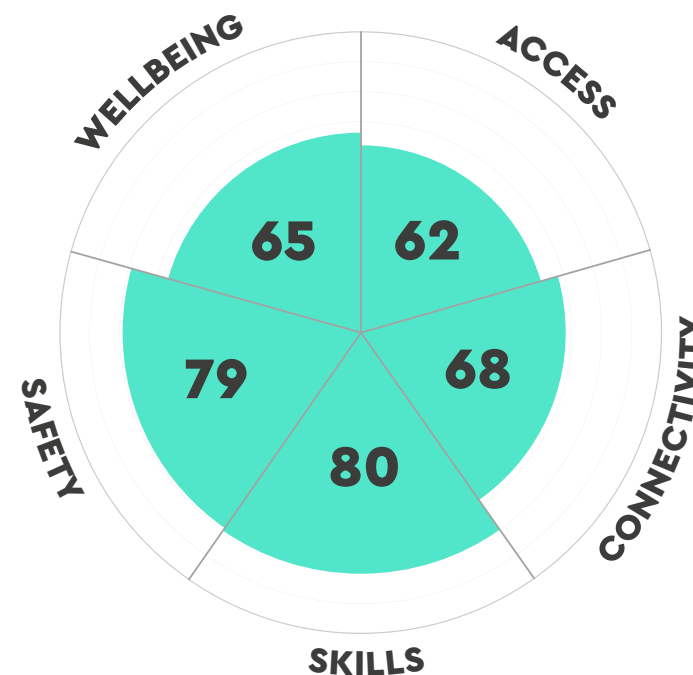 WELLBEING
ACCESS
65
62
79
68
80
SAFETY
CONNECTIVITY
SKILLS